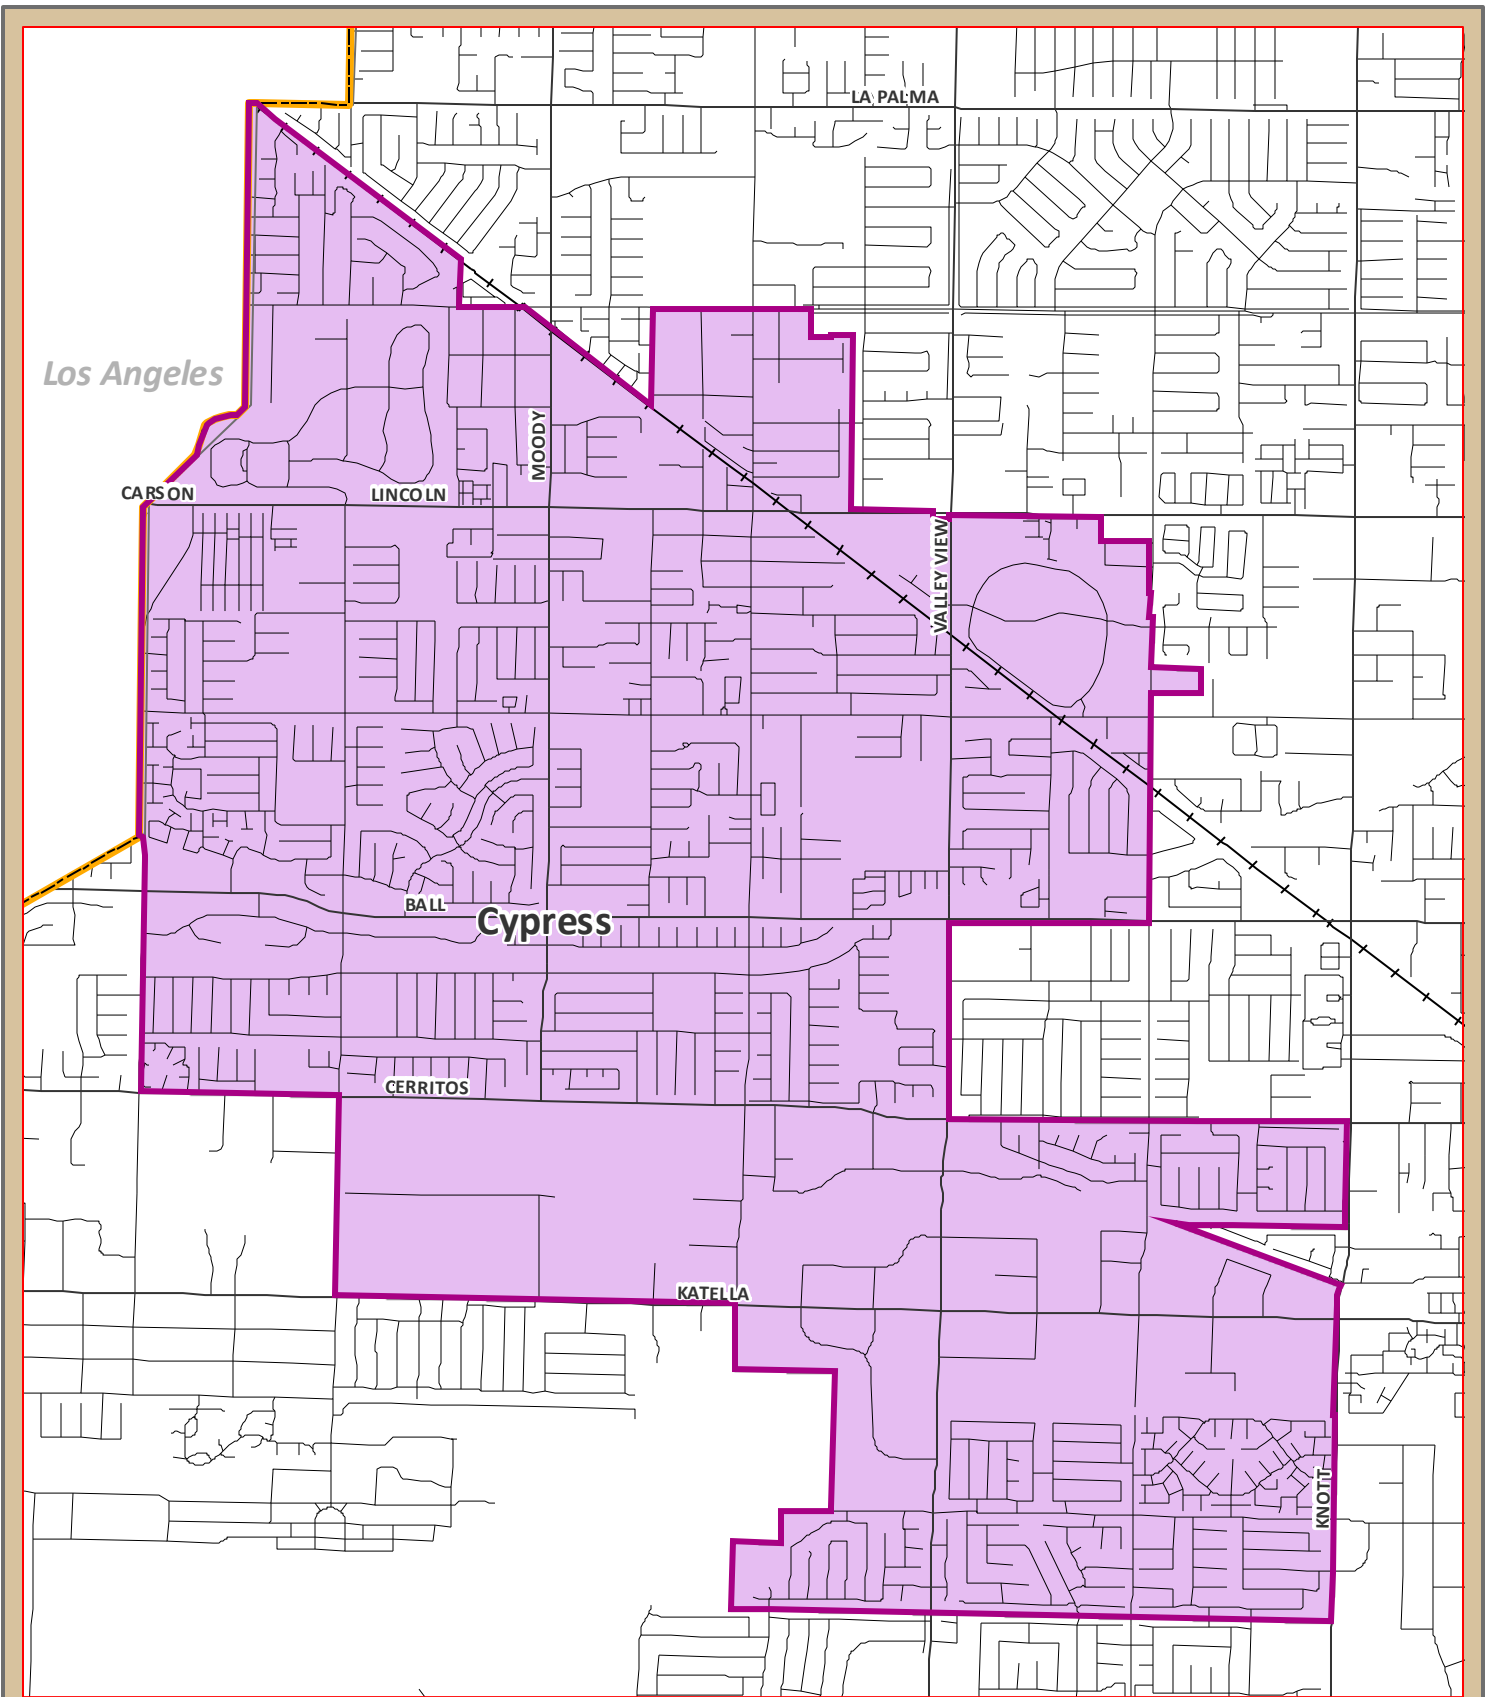 LA PALMA
Los Angeles
MOODY
CARSON
LINCOLN
VALLEY VIEW
BALL
Cypress
CERRITOS
KATELLA
KNOTT